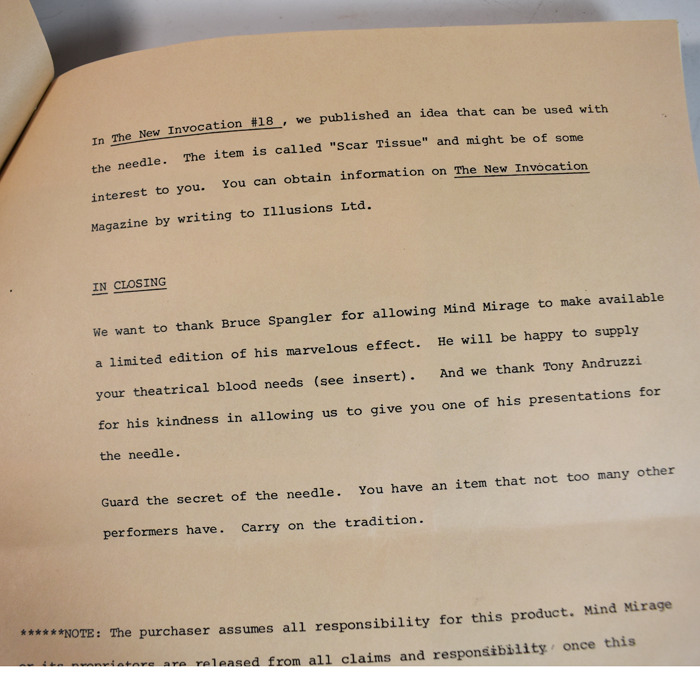 In The New Invocation #18 , we published an idea that can be used with
the needle. The item is called "Scar Tissue" and might be of some
interest to you. You can obtain information on The New Invocation
Magazine by writing to Illusions Ltd.
IN CLOSING
We want to thank Bruce Spangler for allowing Mind Mirage to make available
a limited edition of his marvelous effect. He will be happy to supply
your theatrical blood needs (see insert). And we thank Tony Andruzzi
for his kindness in allowing us to give you one of his presentations for
the needle.
Guard the secret of the needle. You have an item that not too many other
performers have. Carry on the tradition.
******NOTE: The purchaser assumes all responsibility for this product. Mind Mirage
or its proprietors are released from all claims and responsibility once this